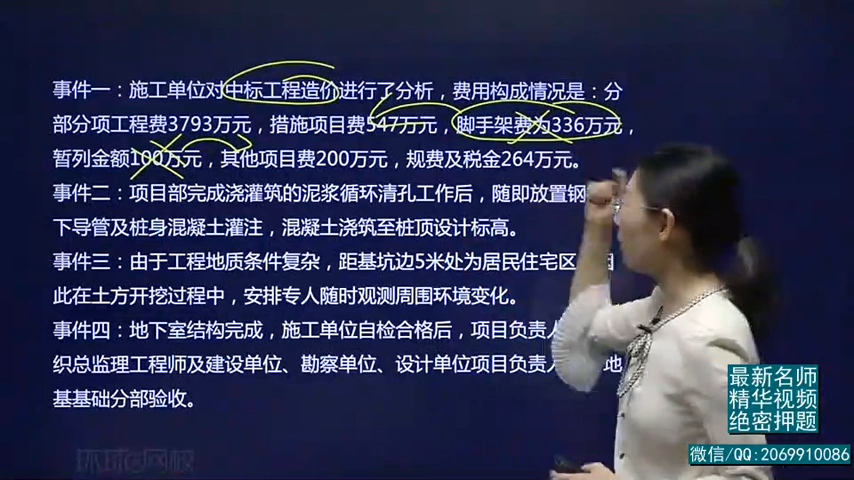 事件一：施工单位对中标工程造价进行了分析，费用构成情况是：分
部分项工程费3793万元，措施项目费547万元，脚手架费为336万元，
暂列金额100万元，其他项目费200万元，规费及税金264万元。
事件二：项目部完成浇灌筑的泥浆循环清孔工作后，随即放置钢
下导管及桩身混凝土灌注，混凝土浇筑至桩顶设计标高。
事件三：由于工程地质条件复杂，距基坑边5米处为居民住宅区
此在土方开挖过程中，安排专人随时观测周围环境变化。
事件四：地下室结构完成，施工单位自检合格后，项目负责人
织总监理工程师及建设单位、勘察单位、设计单位项目负责人 地
基基础分部验收。
环球网校
最新名师
精华视频
绝密押题
微信/QQ:2069910086